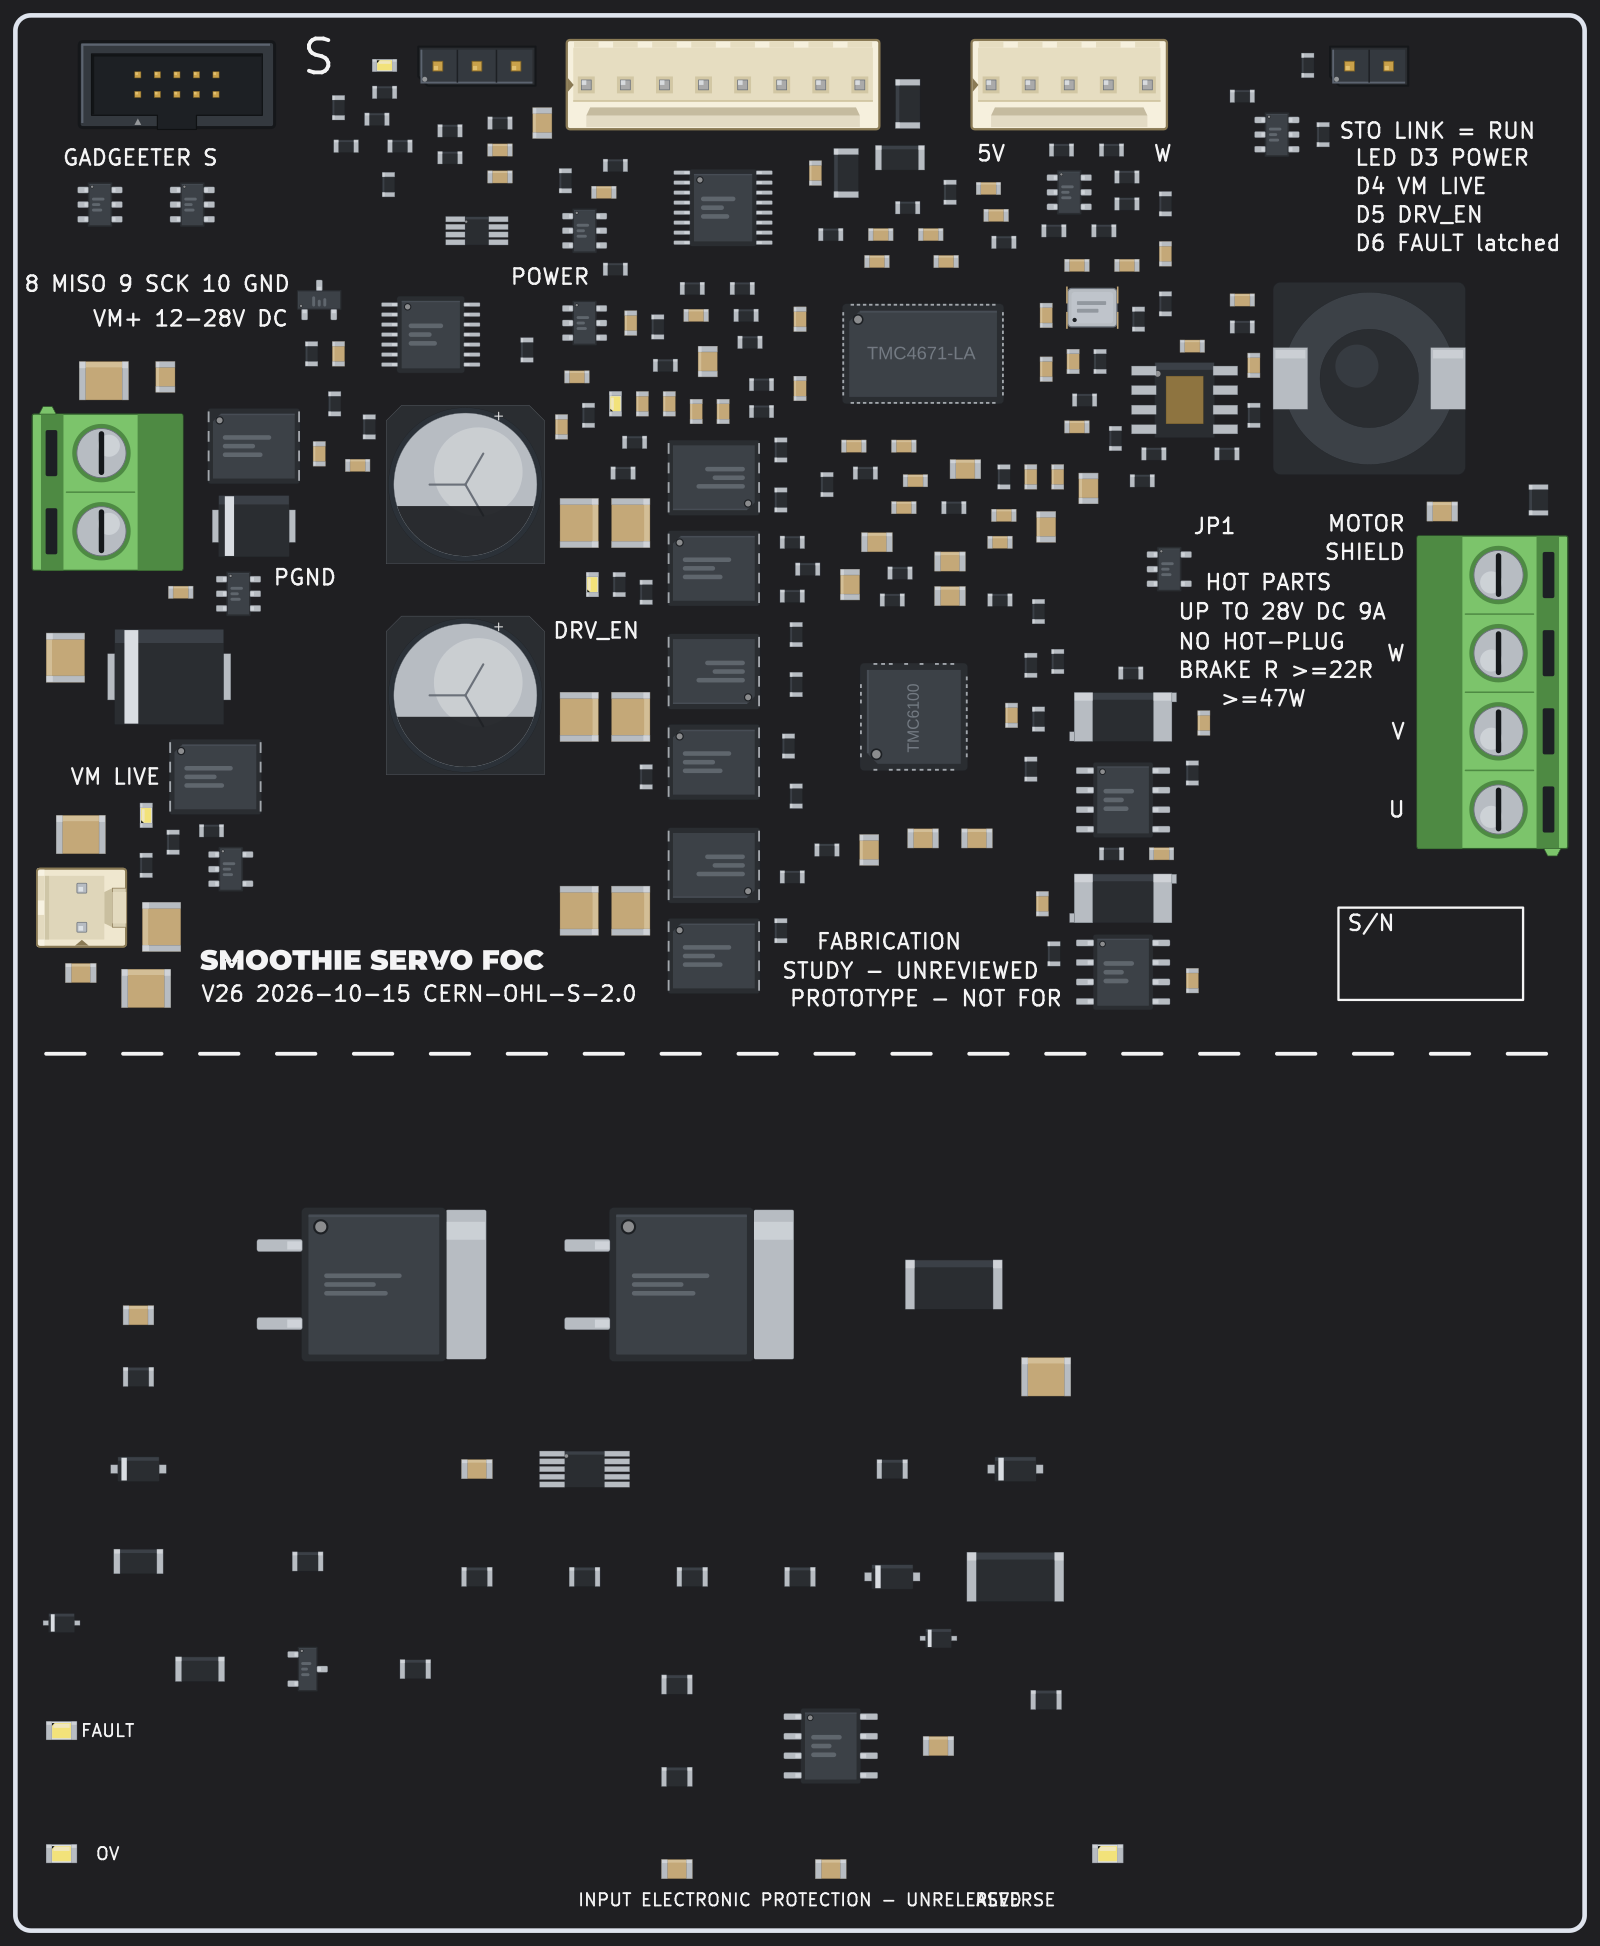 S
GADGEETER S
5V
W
STO LINK = RUN
LED D3 POWER
D4 VM LIVE
D5 DRV_EN
D6 FAULT latched
8 MISO 9 SCK 10 GND
VM+ 12-28V DC
POWER
TMC4671-LA
JP1
MOTOR
SHIELD
PGND
HOT PARTS
UP TO 28V DC 9A
NO HOT-PLUG
BRAKE R >=22R
>=47W
DRV_EN
TMC6100
W
V
U
VM LIVE
S/N
SMOOTHIE SERVO FOC
V26 2026-10-15 CERN-OHL-S-2.0
FABRICATION
STUDY - UNREVIEWED
PROTOTYPE - NOT FOR
FAULT
OV
INPUT ELECTRONIC PROTECTION - UNRELEASED
REVERSE